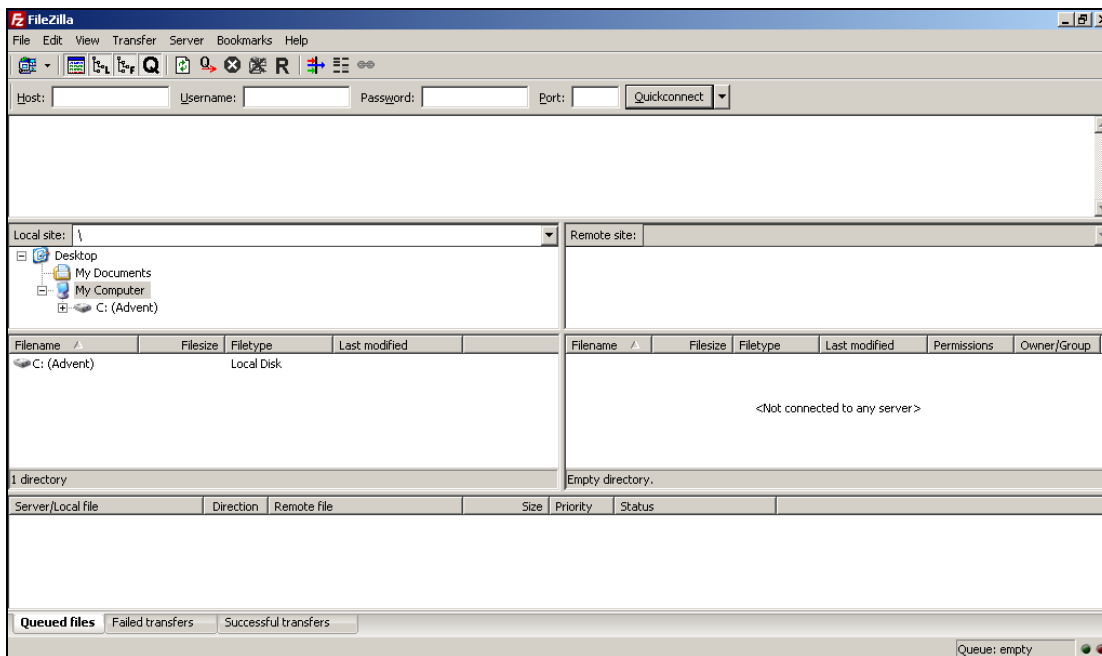 FileZilla
File Edit View Transfer Server Bookmarks Help
Host: Username: Password: Port: Quickconnect
Local site: \
Desktop
My Documents
My Computer
C: (Advent)
Remote site:
Filename Filesize Filetype Last modified
C: (Advent) Local Disk
1 directory
Filename Filesize Filetype Last modified Permissions Owner/Group
<Not connected to any server>
Empty directory.
Server/Local file Direction Remote file Size Priority Status
Queued files Failed transfers Successful transfers
Queue: empty